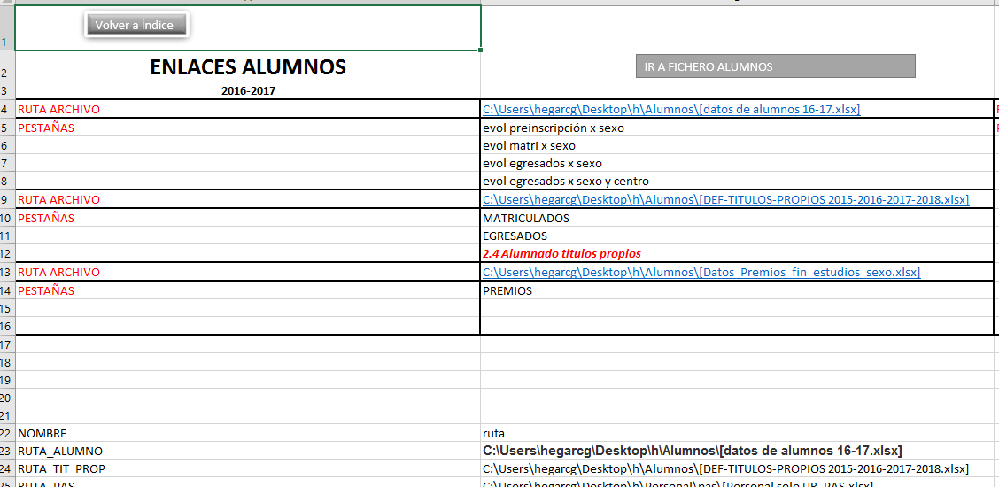 Volver a Índice
1
2 ENLACES ALUMNOS IR A FICHERO ALUMNOS
3 2016-2017
4 RUTA ARCHIVO C:\Users\hegarcg\Desktop\h\Alumnos\[datos de alumnos 16-17.xlsx]
5 PESTAÑAS evol preinscripción x sexo
6 evol matri x sexo
7 evol egresados x sexo
8 evol egresados x sexo y centro
9 RUTA ARCHIVO C:\Users\hegarcg\Desktop\h\Alumnos\[DEF-TITULOS-PROPIOS 2015-2016-2017-2018.xlsx]
10 PESTAÑAS MATRICULADOS
11 EGRESADOS
12 2.4 Alumnado titulos propios
13 RUTA ARCHIVO C:\Users\hegarcg\Desktop\h\Alumnos\[Datos_Premios_fin_estudios_sexo.xlsx]
14 PESTAÑAS PREMIOS
15
16
17
18
19
20
21
22 NOMBRE ruta
23 RUTA_ALUMNO C:\Users\hegarcg\Desktop\h\Alumnos\[datos de alumnos 16-17.xlsx]
24 RUTA_TIT_PROP C:\Users\hegarcg\Desktop\h\Alumnos\[DEF-TITULOS-PROPIOS 2015-2016-2017-2018.xlsx]
25 RUTA_PAS C:\Users\hegarcg\Desktop\h\Personal\pas\[Personal solo UR_PAS.xlsx]